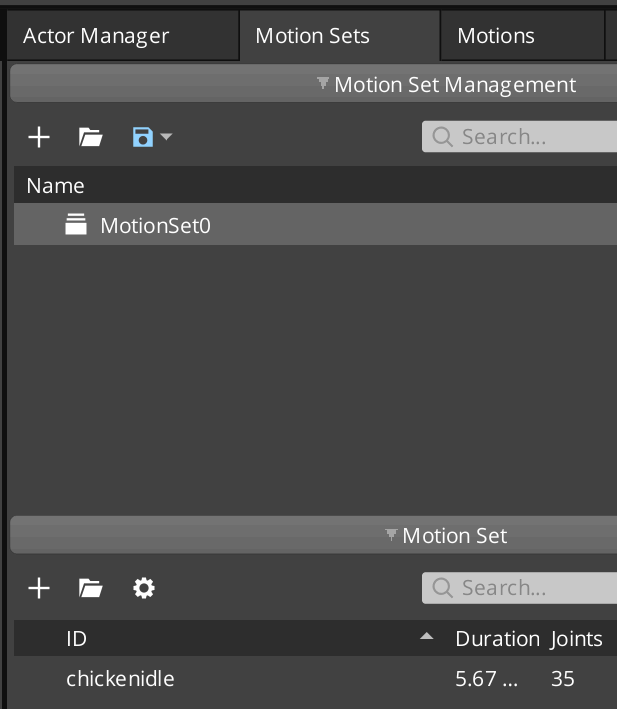 Actor Manager Motion Sets Motions
Motion Set Management
Search...
Name
MotionSet0
Motion Set
Search...
ID Duration Joints
chickenidle 5.67 ... 35